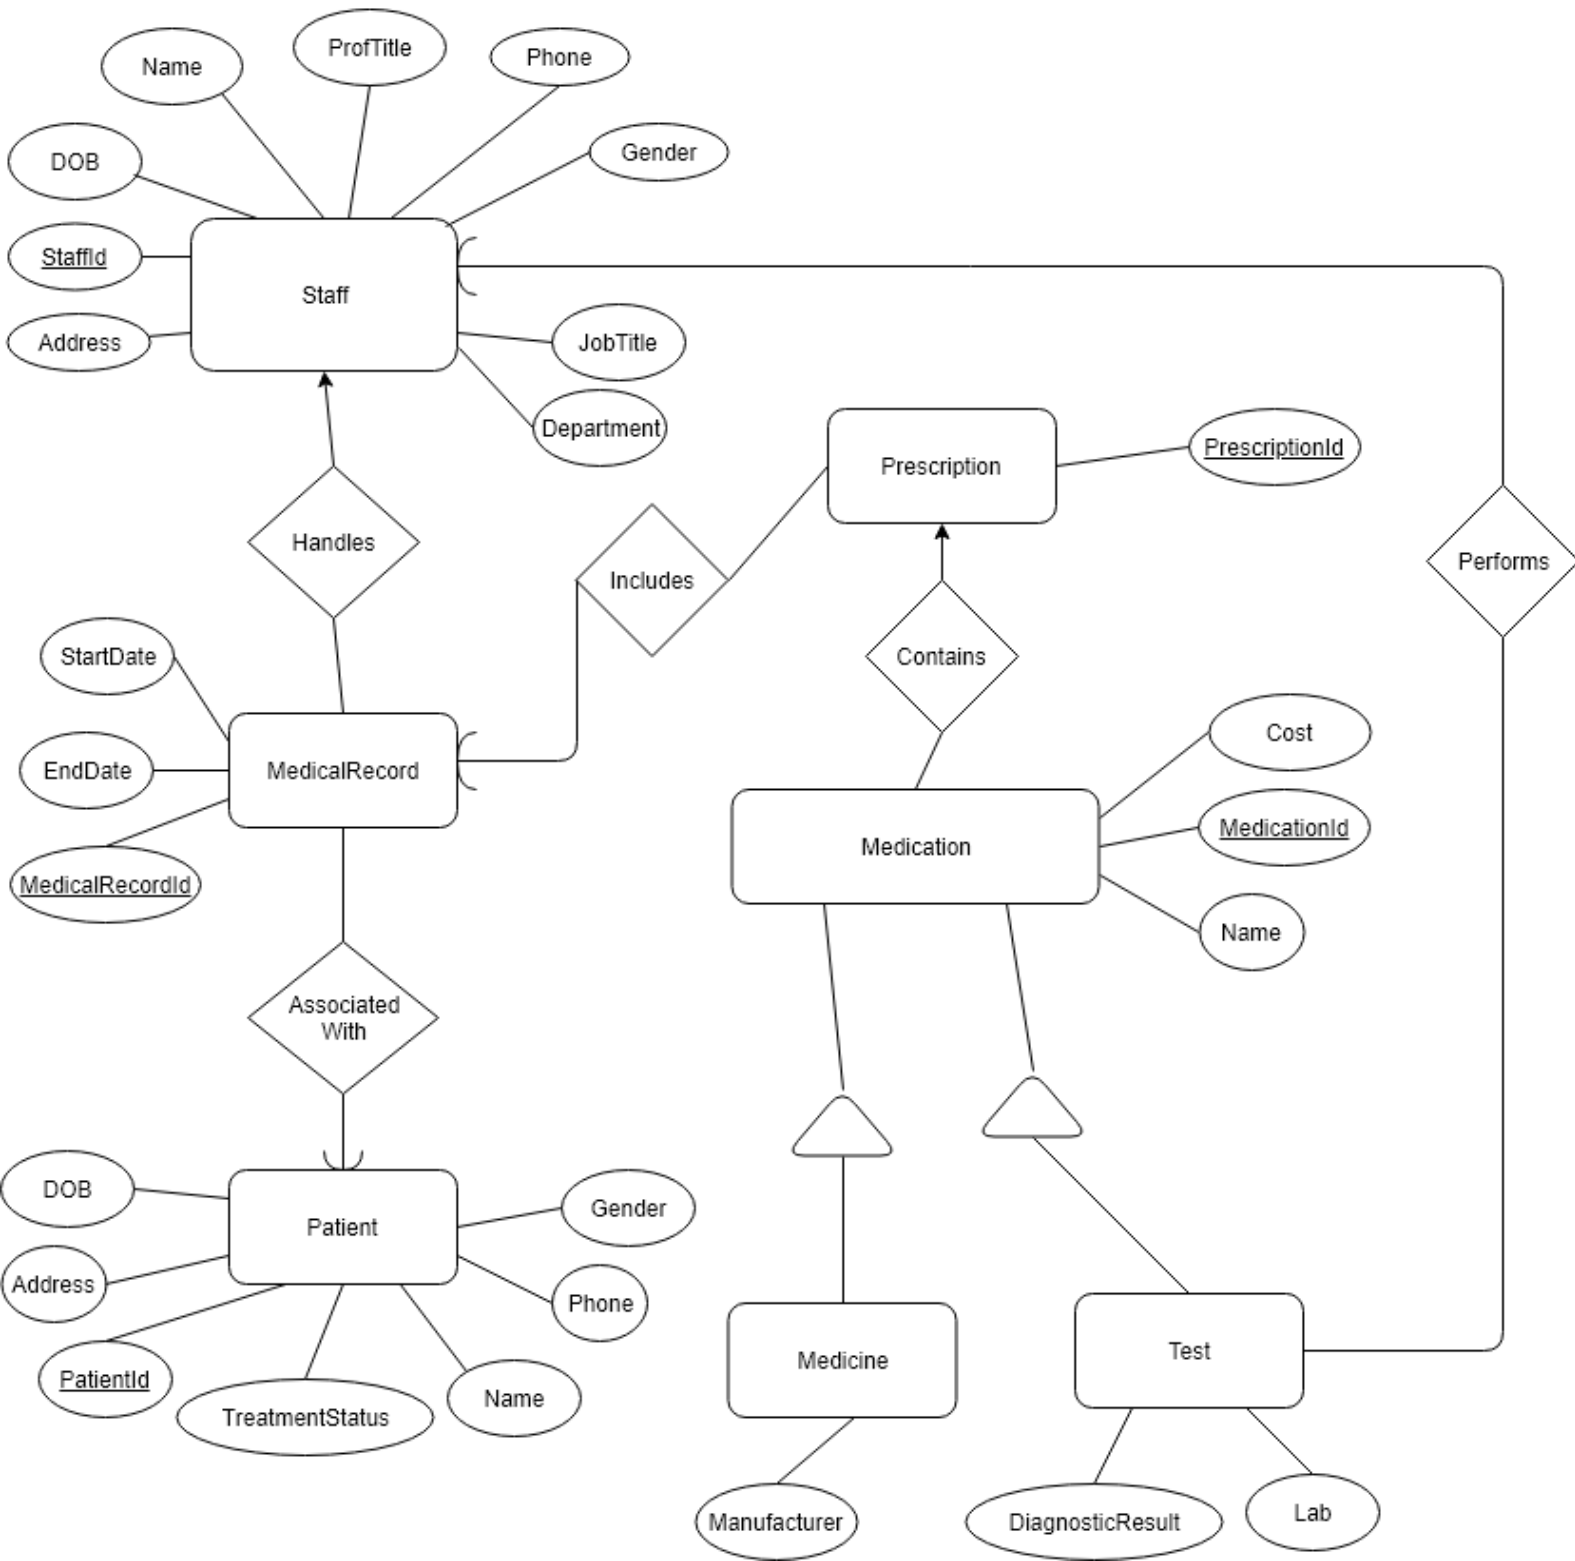 ProfTitle
Name
Phone
DOB
Gender
StaffId
Staff
Address
JobTitle
Department
Prescription
PrescriptionId
Handles
Includes
Performs
StartDate
Contains
Cost
EndDate
MedicalRecord
MedicationId
Medication
MedicalRecordId
Name
Associated
With
DOB
Gender
Patient
Address
Phone
PatientId
TreatmentStatus
Name
Medicine
Test
Manufacturer
DiagnosticResult
Lab